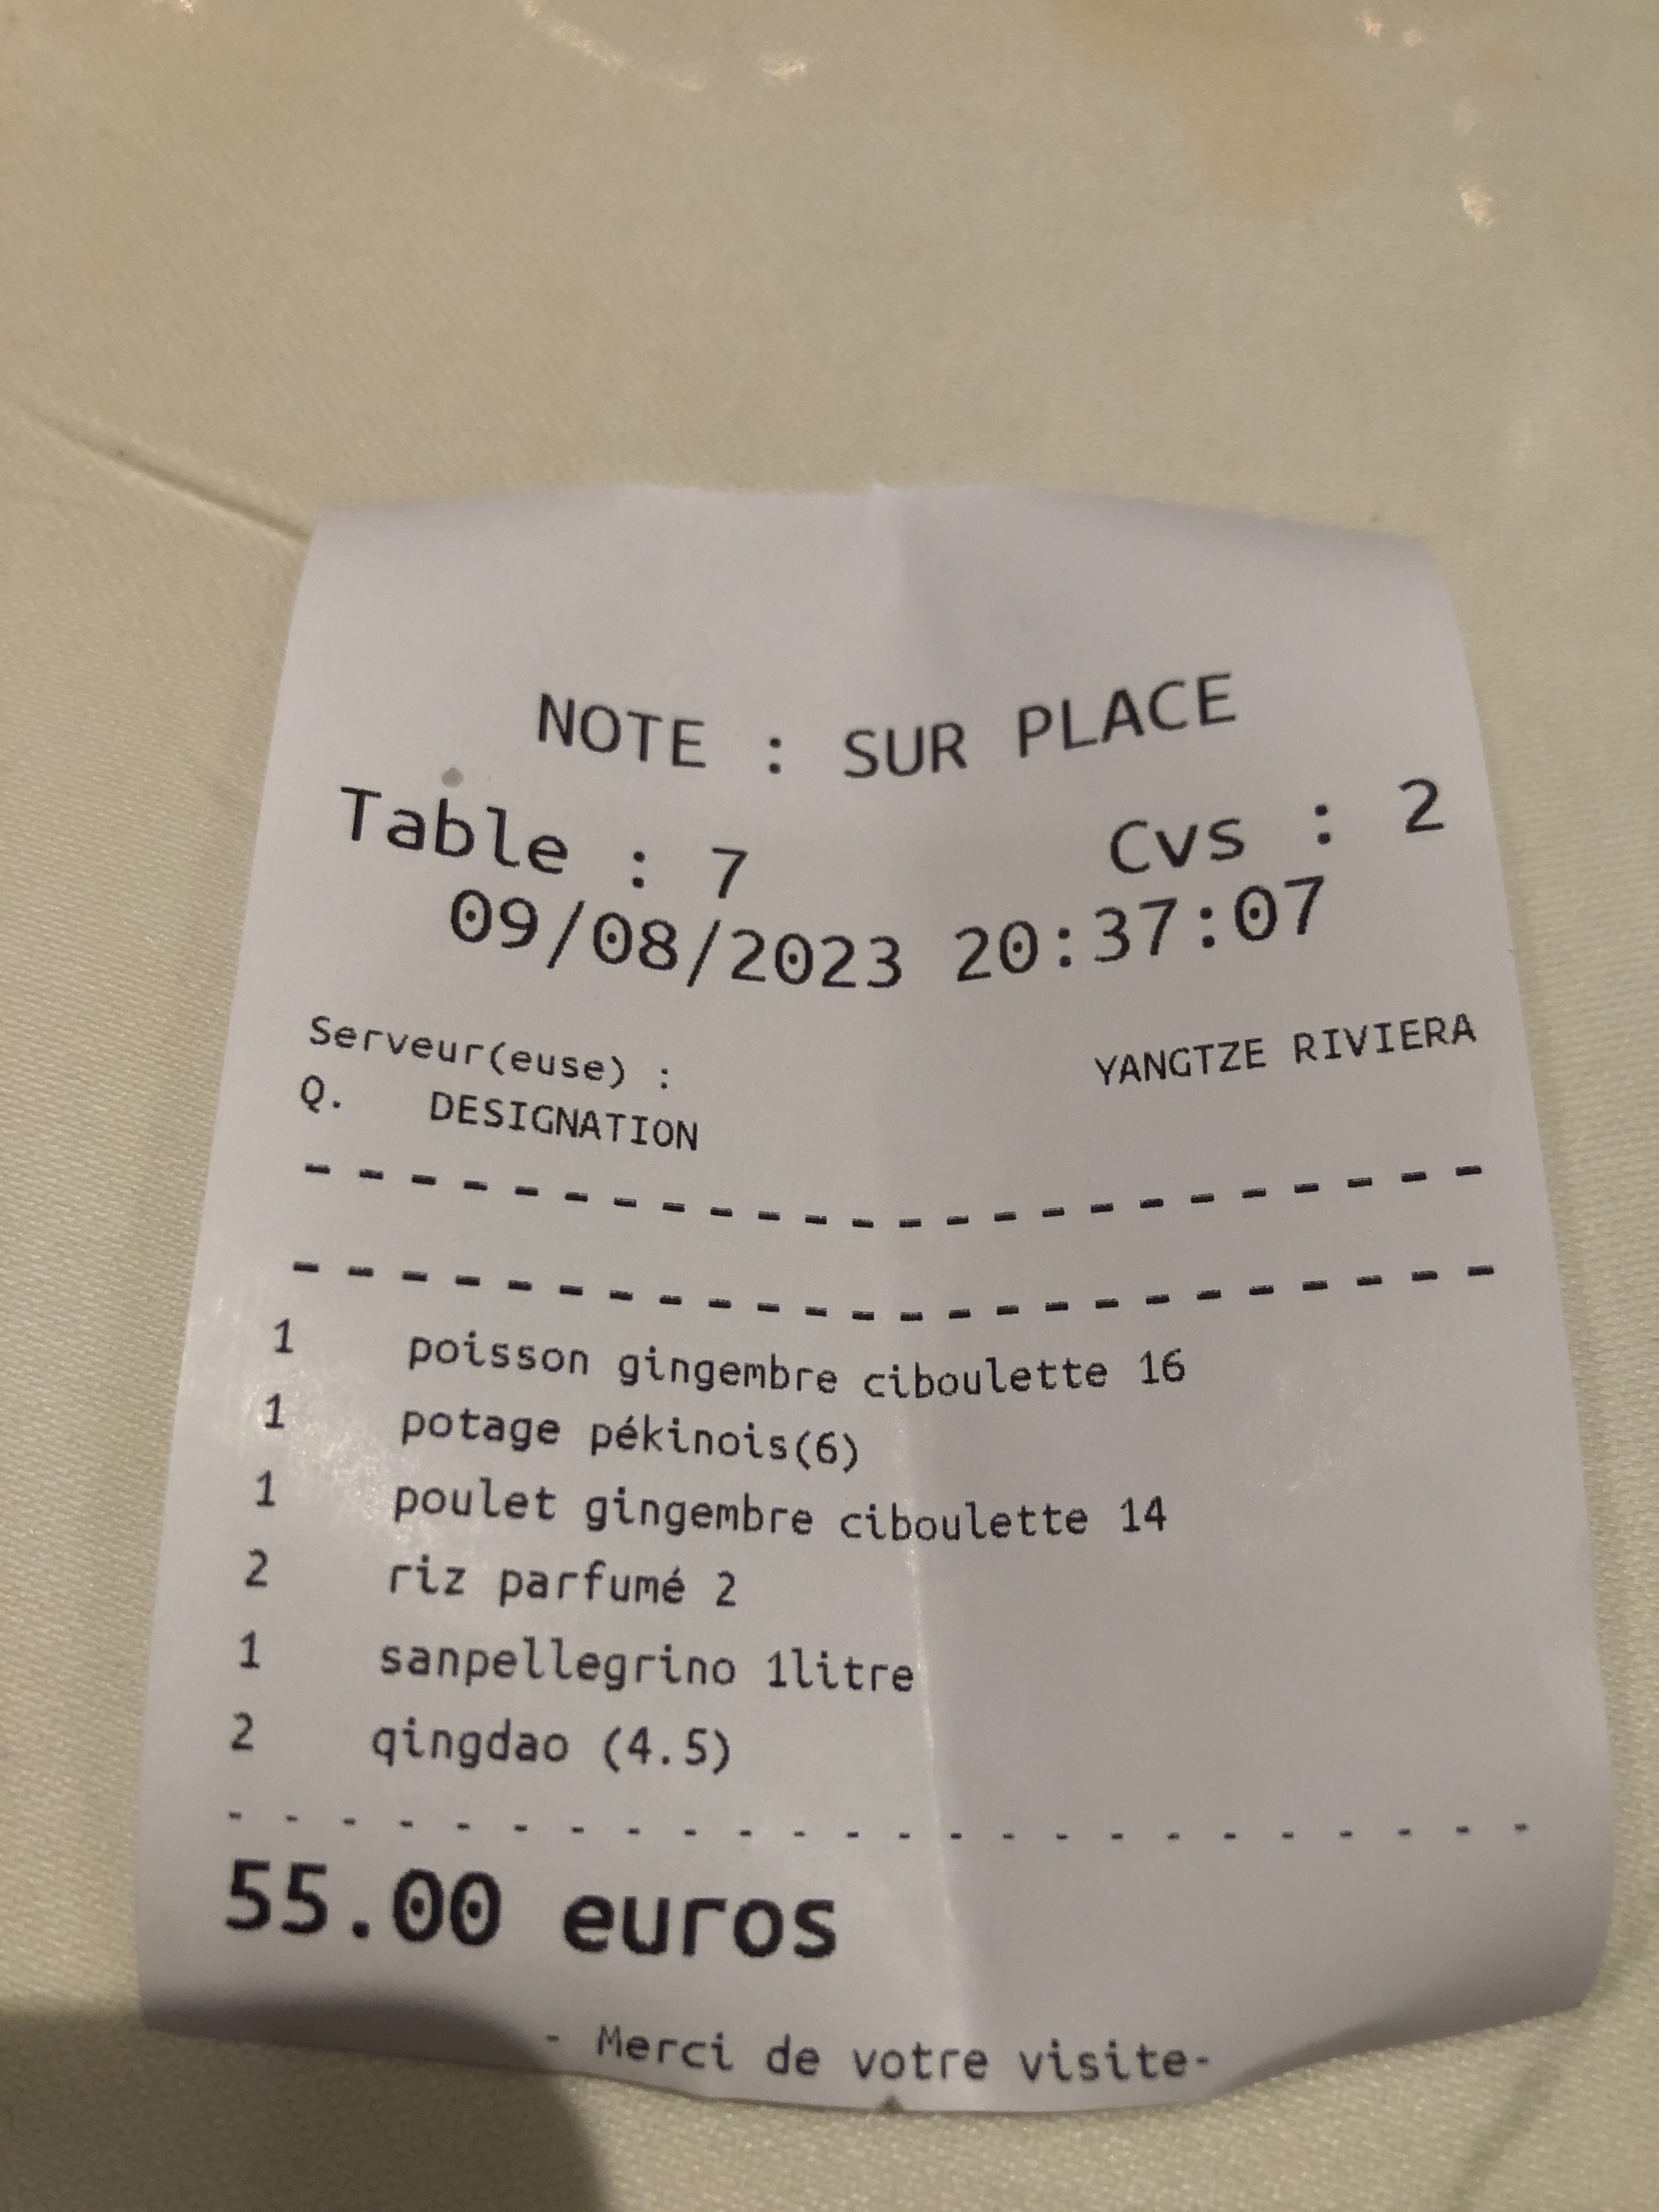 NOTE : SUR PLACE
Table : 7 Cvs : 2
09/08/2023 20:37:07
Serveur(euse) : YANGTZE RIVIERA
Q. DESIGNATION
- - - - - - - - - - - - - - - - - - - - - - - -
- - - - - - - - - - - - - - - - - - - - - - - -
1 poisson gingembre ciboulette 16
1 potage pékinois(6)
1 poulet gingembre ciboulette 14
2 riz parfumé 2
1 sanpellegrino 1litre
2 qingdao (4.5)
- - - - - - - - - - - - - - - - - - - - - - - -
55.00 euros
- Merci de votre visite-